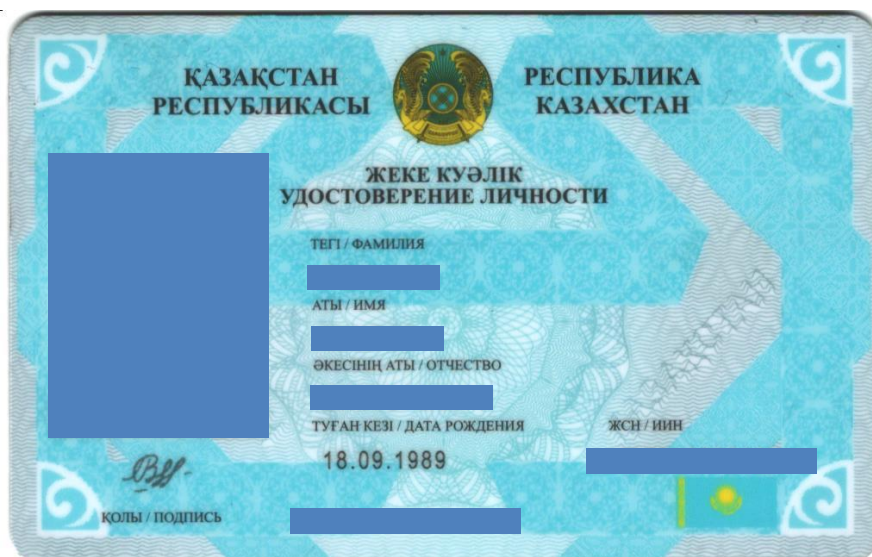 ҚАЗАҚСТАН
РЕСПУБЛИКАСЫ
РЕСПУБЛИКА
КАЗАХСТАН
ЖЕКЕ КУӘЛІК
УДОСТОВЕРЕНИЕ ЛИЧНОСТИ
ТЕГІ / ФАМИЛИЯ
АТЫ / ИМЯ
ӘКЕСІНІҢ АТЫ / ОТЧЕСТВО
ТУҒАН КЕЗІ / ДАТА РОЖДЕНИЯ
ЖСН / ИИН
18.09.1989
ҚАЗАҚСТАН
ҚОЛЫ / ПОДПИСЬ